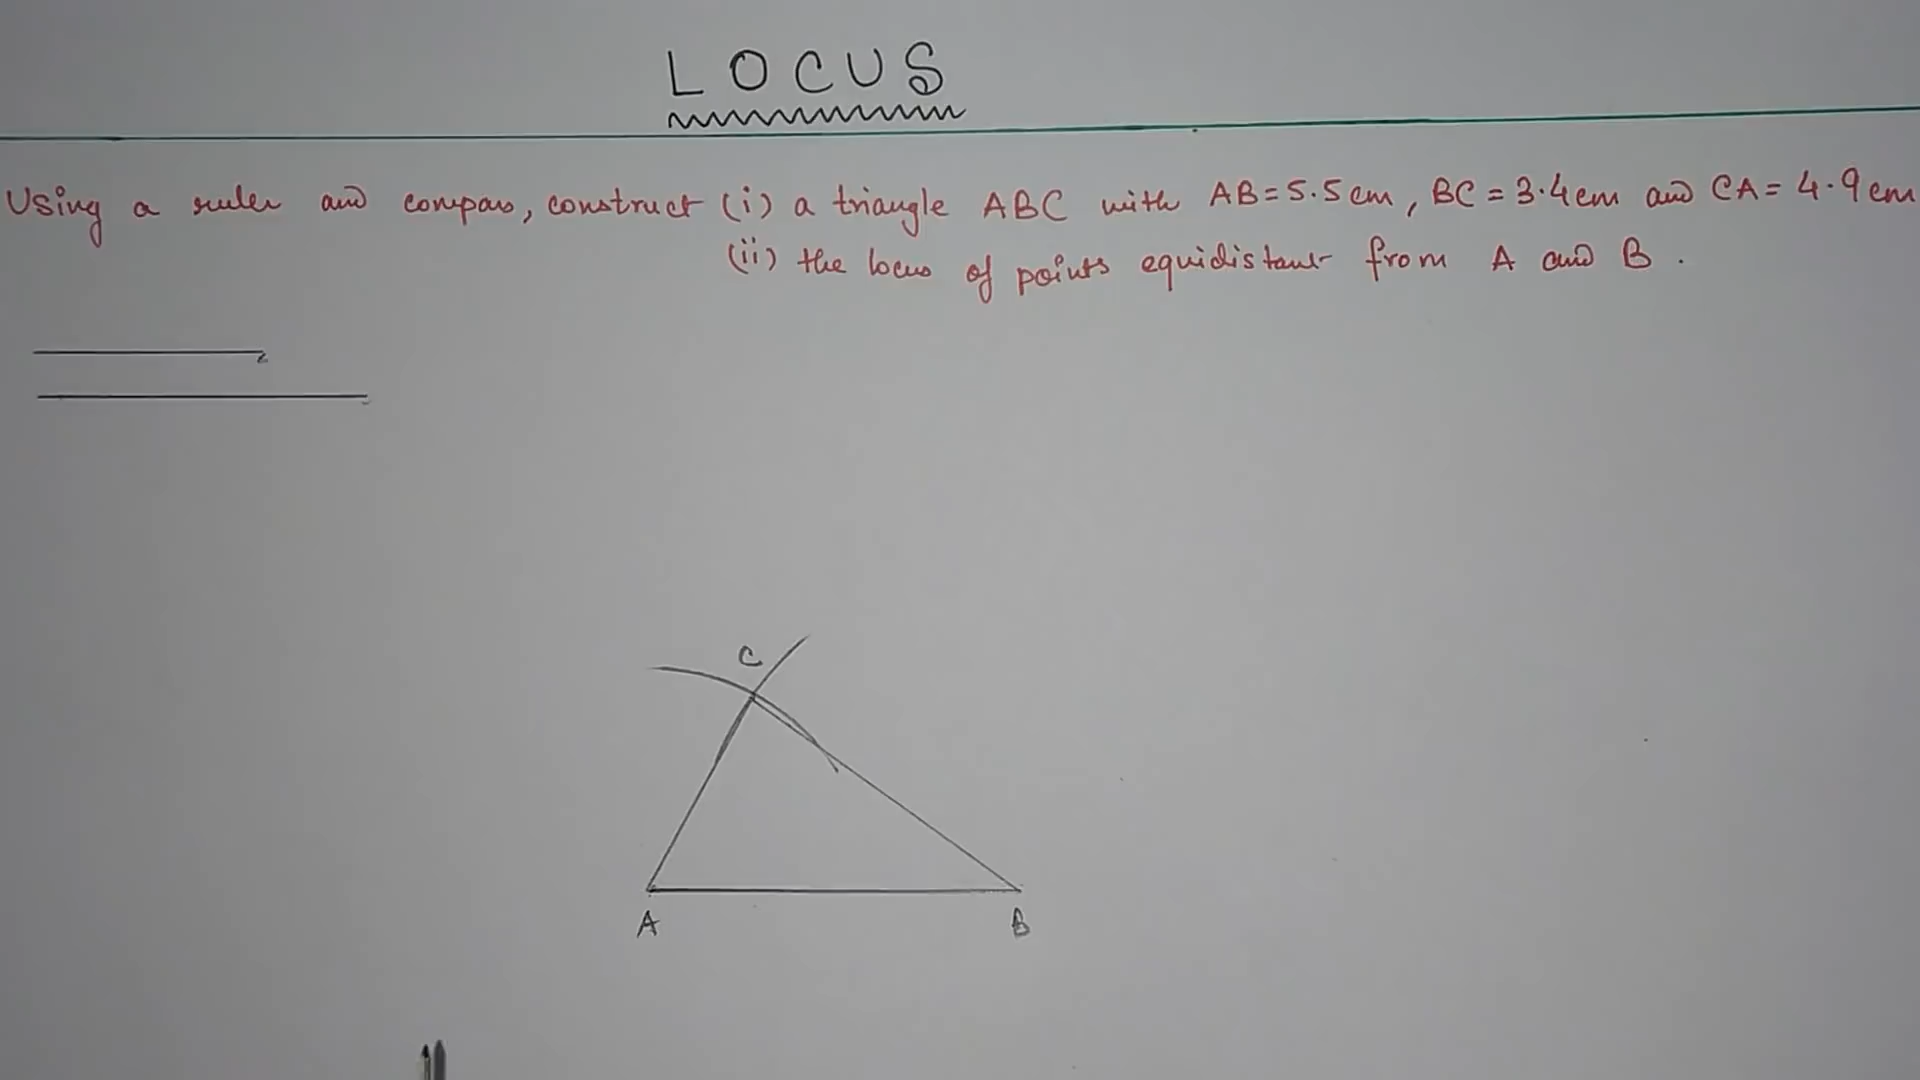 LOCUS
Using a ruler and compass, construct (i) a triangle ABC with AB = 5.5 cm, BC = 3.4 cm and CA = 4.9 cm
(ii) the locus of points equidistant from A and B.
C
A B